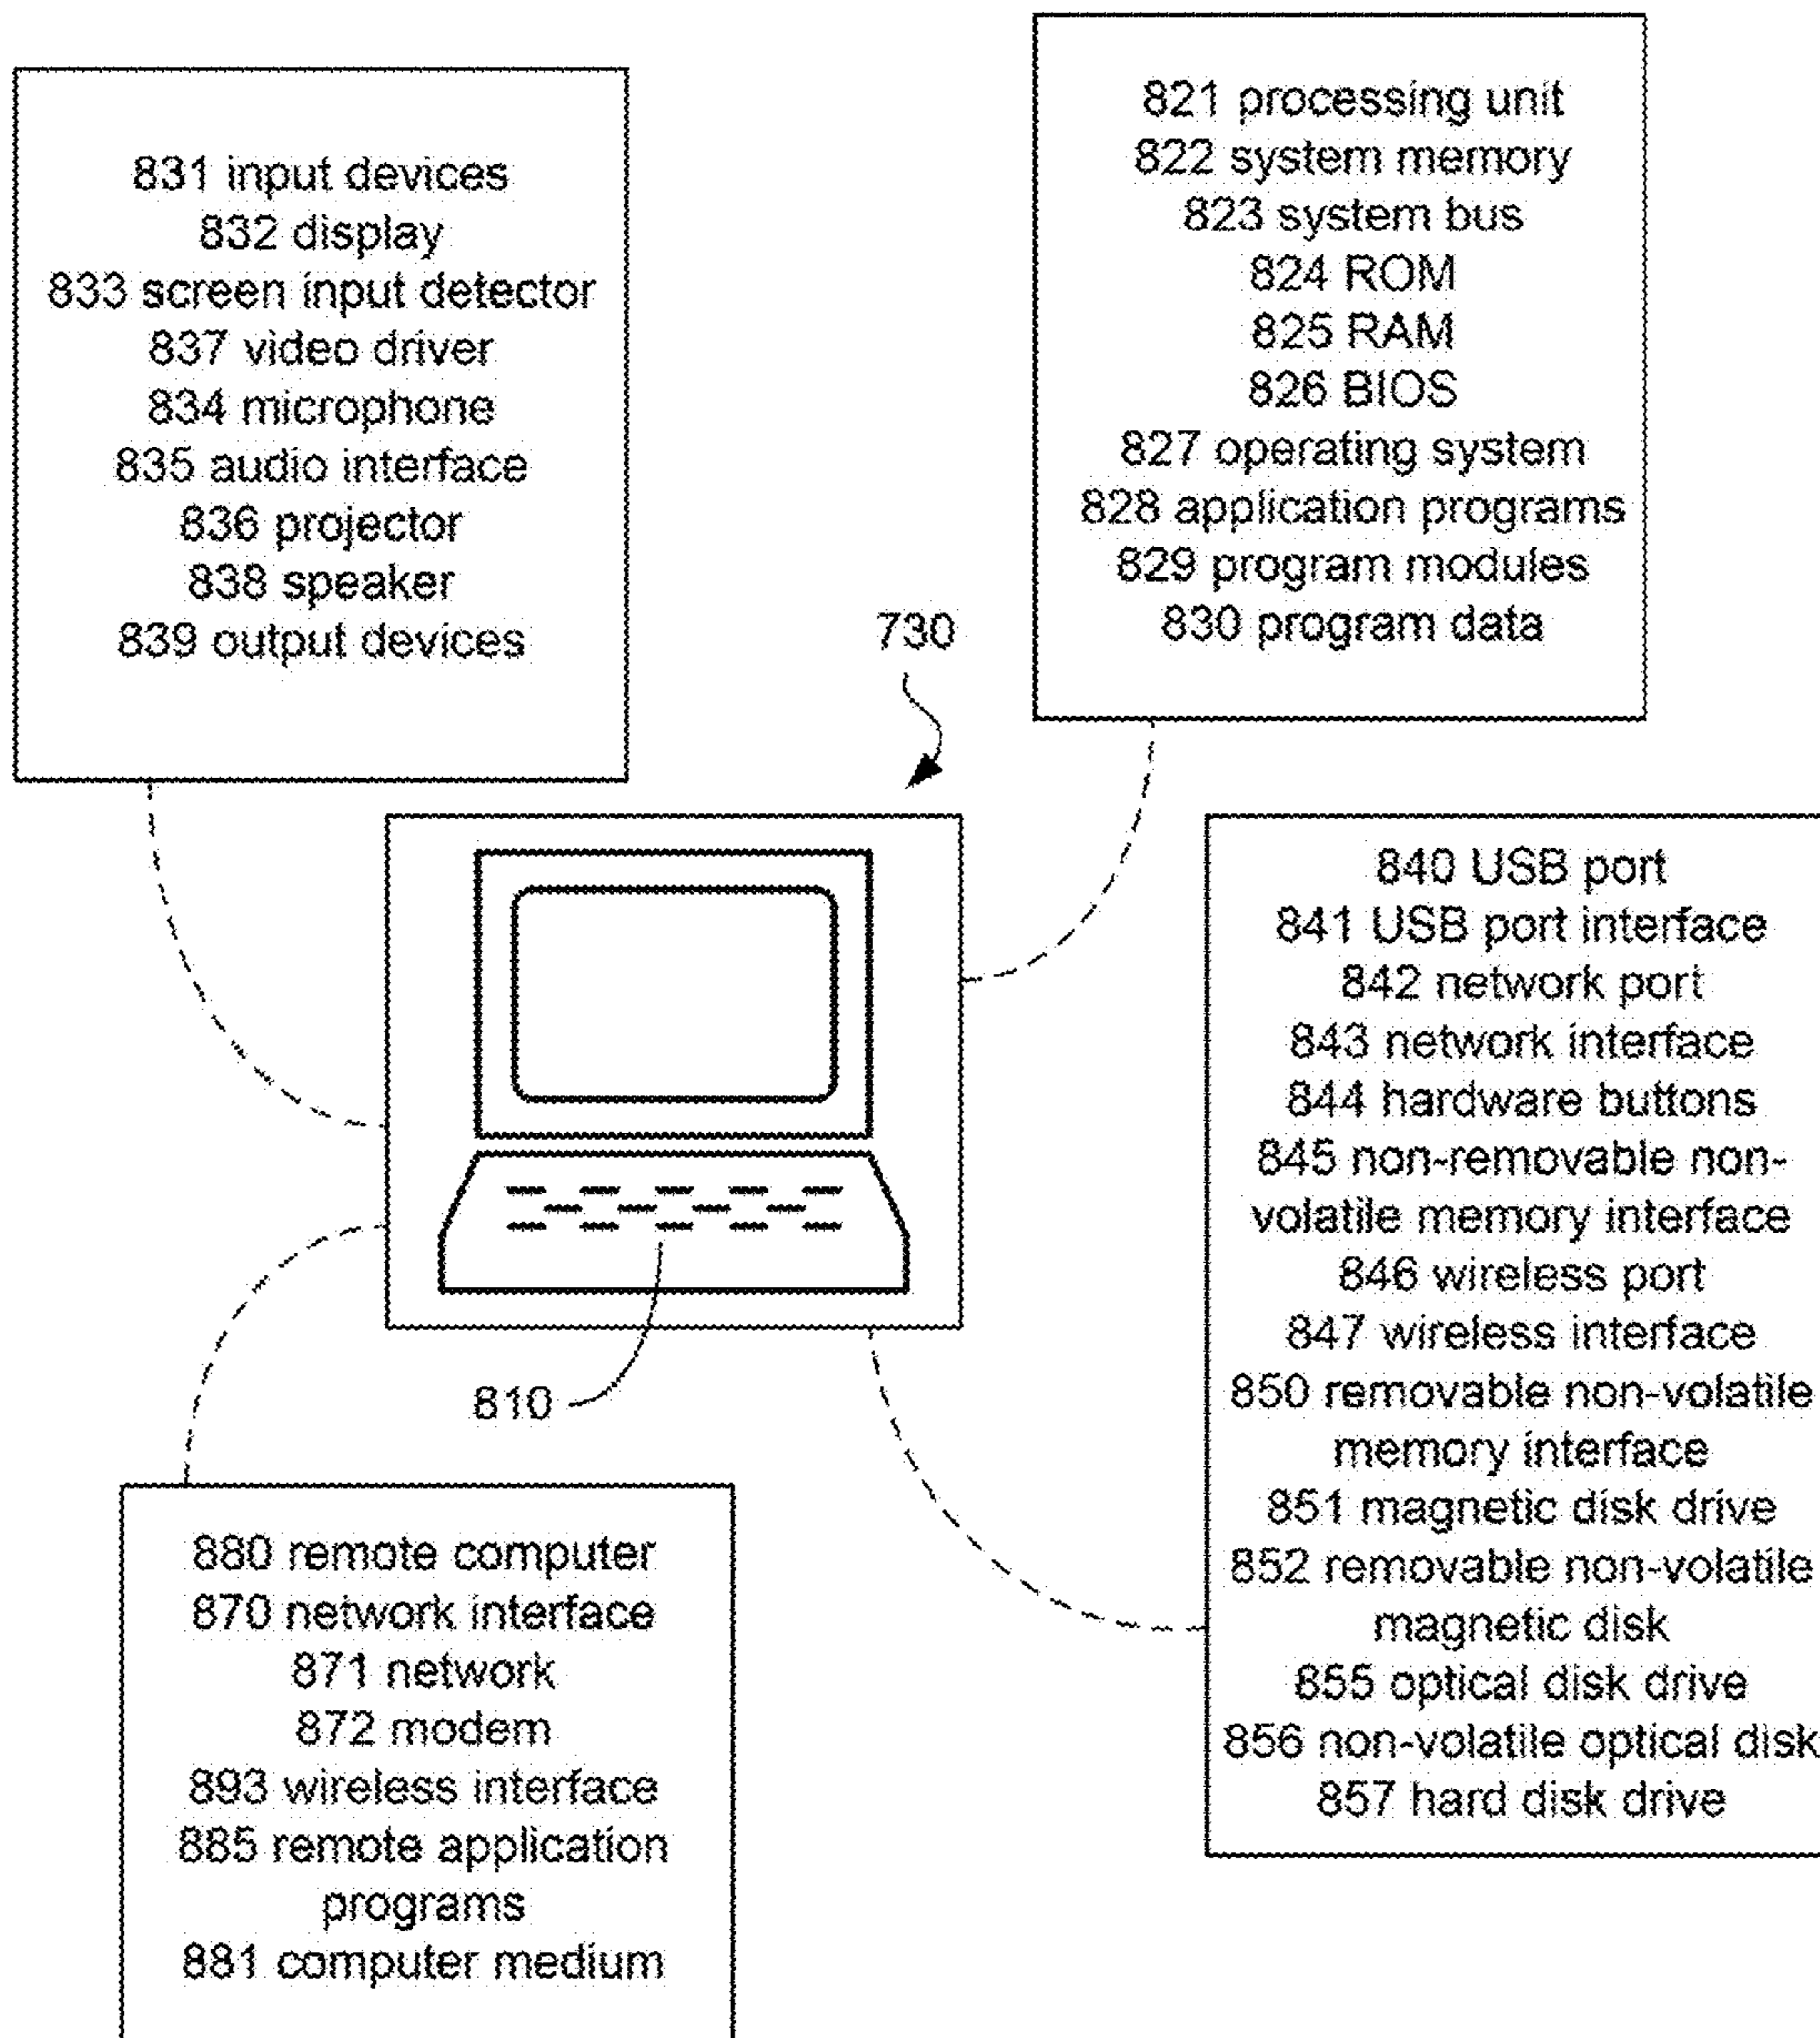 831 input devices
832 display
833 screen input detector
837 video driver
834 microphone
835 audio interface
836 projector
838 speaker
839 output devices
821 processing unit
822 system memory
823 system bus
824 ROM
825 RAM
826 BIOS
827 operating system
828 application programs
829 program modules
830 program data
730
810
840 USB port
841 USB port interface
842 network port
843 network interface
844 hardware buttons
845 non-removable non-
volatile memory interface
846 wireless port
847 wireless interface
850 removable non-volatile
memory interface
851 magnetic disk drive
852 removable non-volatile
magnetic disk
855 optical disk drive
856 non-volatile optical disk
857 hard disk drive
880 remote computer
870 network interface
871 network
872 modem
893 wireless interface
885 remote application
programs
881 computer medium